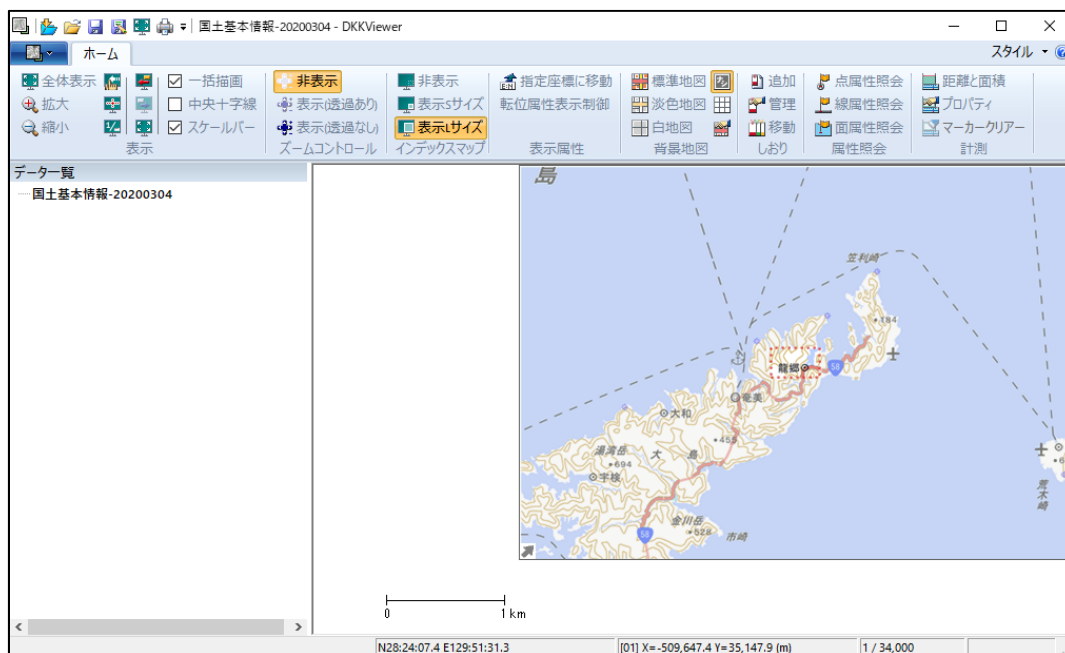 国土基本情報-20200304 - DKKViewer
ホーム
スタイル
全体表示
拡大
縮小
一括描画
中央十字線
スケールバー
表示
非表示
表示(透過あり)
表示(透過なし)
ズームコントロール
非表示
表示Sサイズ
表示Lサイズ
インデックスマップ
指定座標に移動
転位属性表示制御
表示属性
標準地図
淡色地図
白地図
背景地図
追加
管理
移動
しおり
点属性照会
線属性照会
面属性照会
属性照会
距離と面積
プロパティ
マーカークリアー
計測
データ一覧
国土基本情報-20200304
島
笠利崎
184
龍郷
58
奄美
大和
455
湯湾岳
694
大島
宇検
荒木崎
金川岳
528
市崎
58
0
1 km
N28:24:07.4 E129:51:31.3
[01] X=-509,647.4 Y=35,147.9 (m)
1 / 34,000